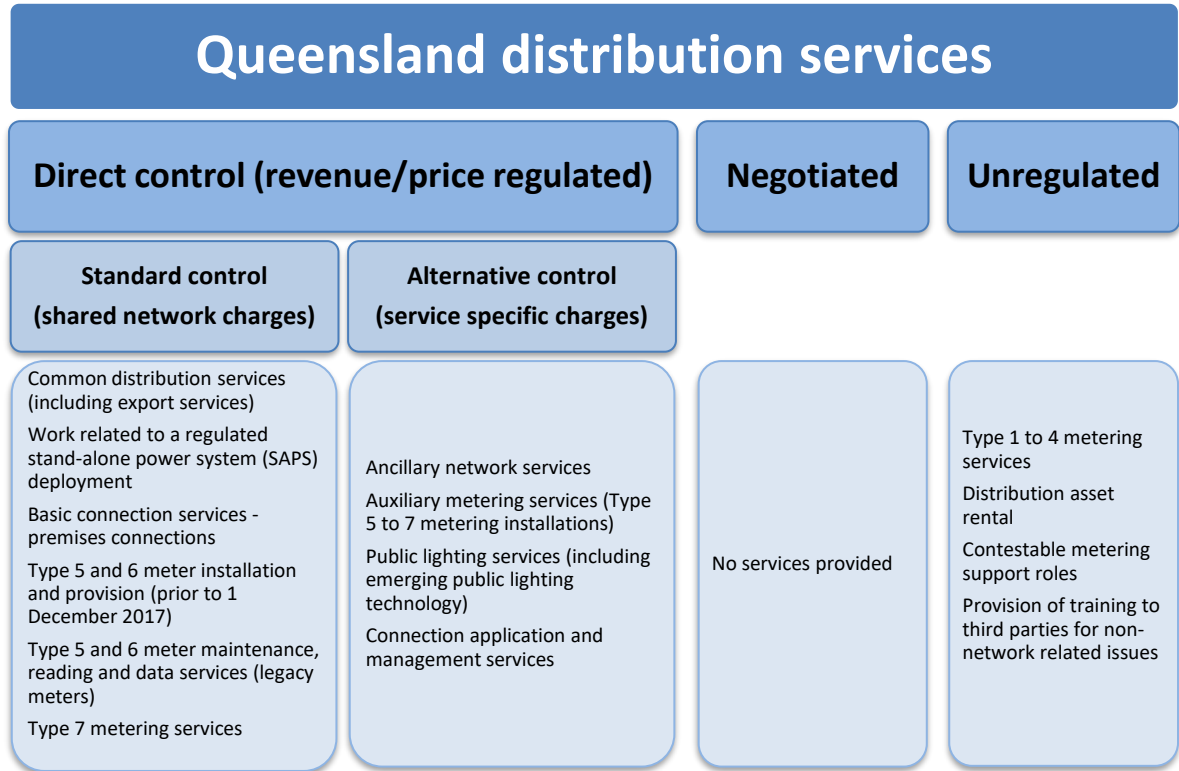 Queensland distribution services
Direct control (revenue/price regulated)
Negotiated
Unregulated
Standard control
(shared network charges)
Alternative control
(service specific charges)
Common distribution services
(including export services)
Work related to a regulated
stand-alone power system (SAPS)
deployment
Basic connection services -
premises connections
Type 5 and 6 meter installation
and provision (prior to 1
December 2017)
Type 5 and 6 meter maintenance,
reading and data services (legacy
meters)
Type 7 metering services
Ancillary network services
Auxiliary metering services (Type
5 to 7 metering installations)
Public lighting services (including
emerging public lighting
technology)
Connection application and
management services
No services provided
Type 1 to 4 metering
services
Distribution asset
rental
Contestable metering
support roles
Provision of training to
third parties for non-
network related issues